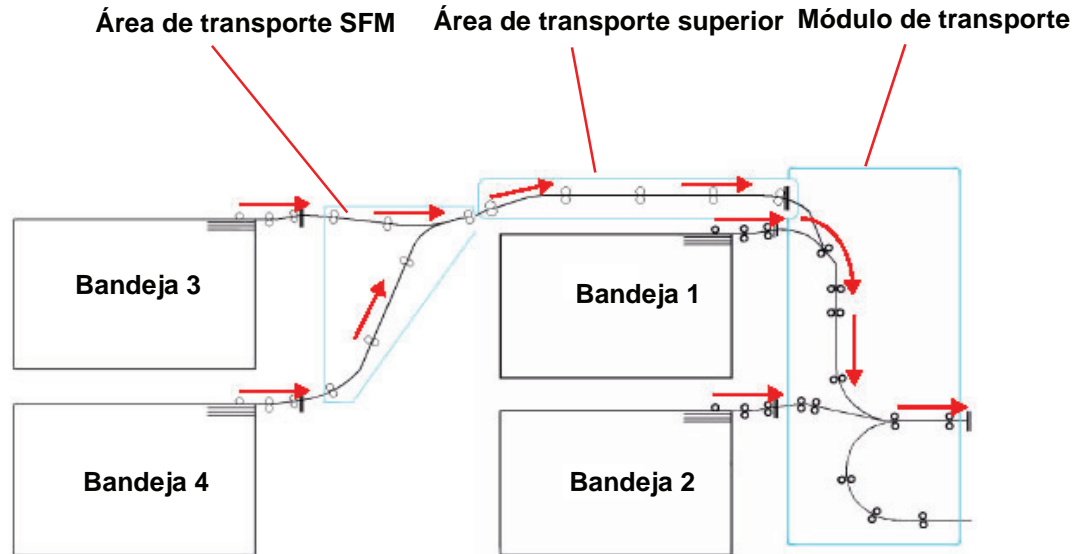 Área de transporte SFM
Área de transporte superior
Módulo de transporte
Bandeja 3
Bandeja 1
Bandeja 4
Bandeja 2